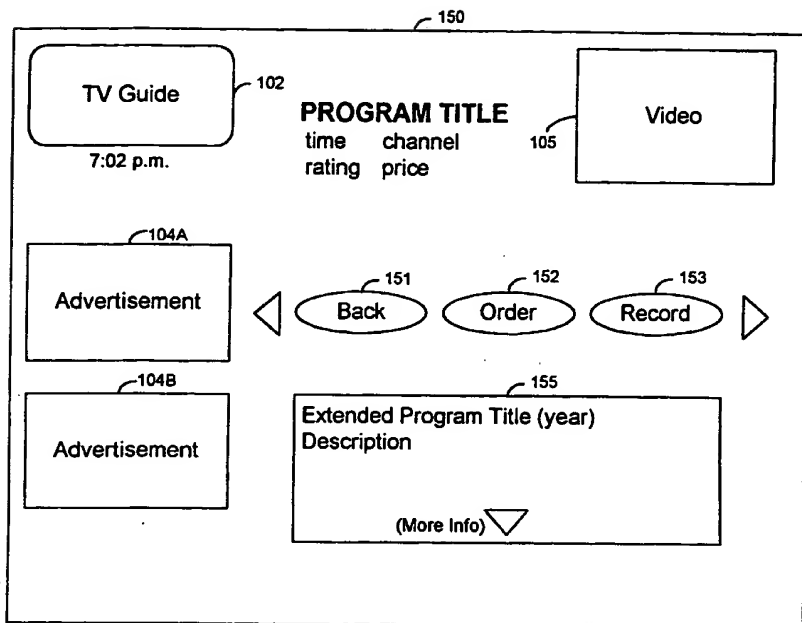 150
TV Guide
102
7:02 p.m.
PROGRAM TITLE
time channel
rating price
105
Video
104A
Advertisement
151
Back
152
Order
153
Record
104B
Advertisement
155
Extended Program Title (year)
Description
(More Info)